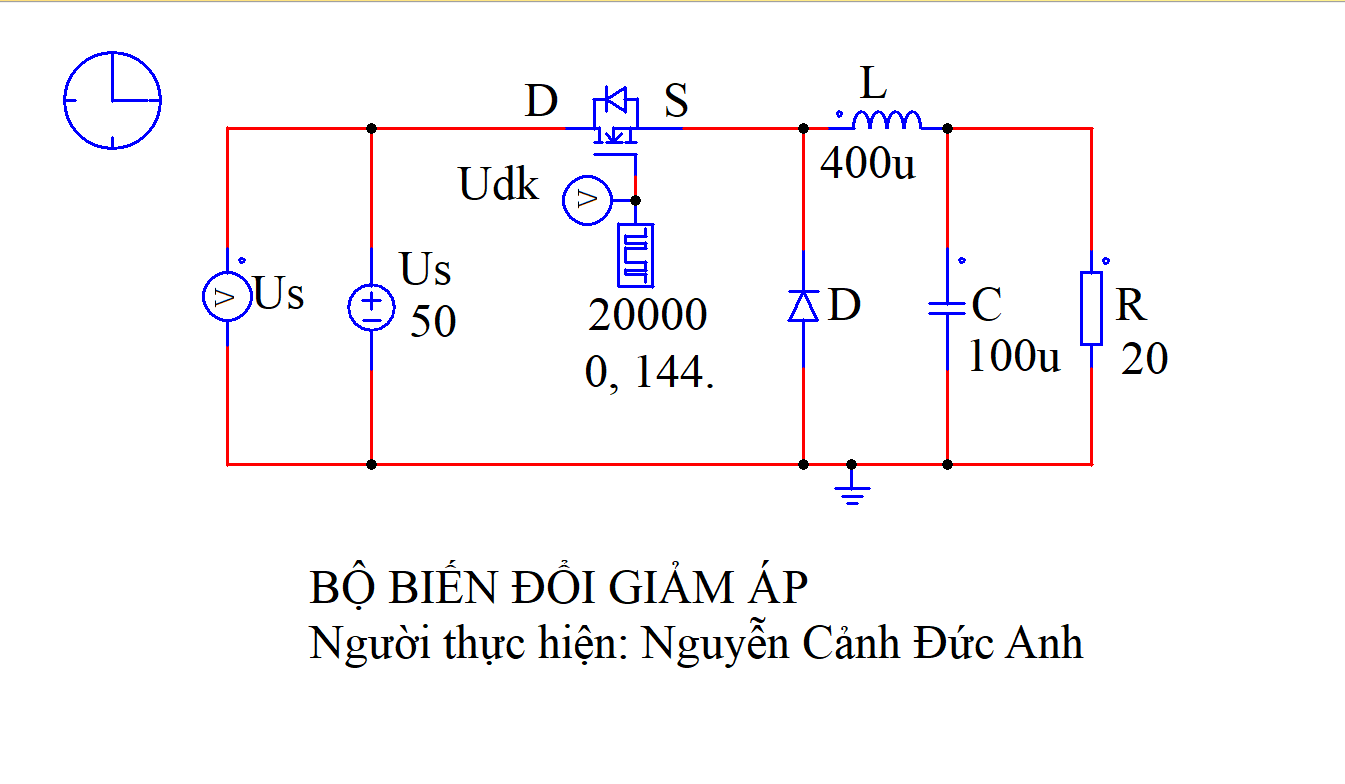 D
S
L
400u
Udk
V
Us
50
V
Us
20000
0, 144.
D
C
100u
R
20
BỘ BIẾN ĐỔI GIẢM ÁP
Người thực hiện: Nguyễn Cảnh Đức Anh